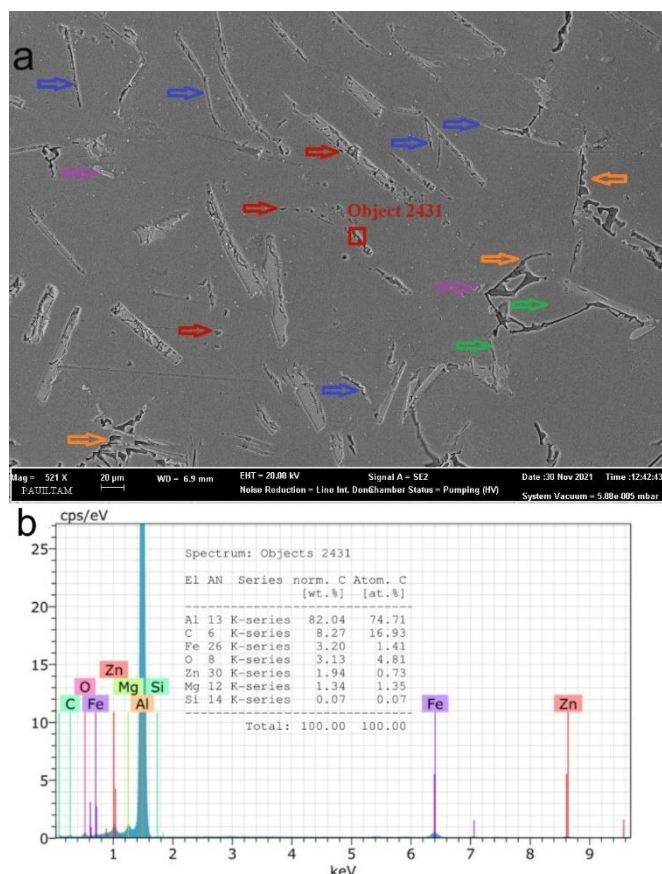 a
Object 2431
Mag = 521 X
20 µm
WD = 6.9 mm
EHT = 20.00 kV
Signal A = SE2
Date :30 Nov 2021
Time :12:42:43
PAUILTAM
Noise Reduction = Line Int. Done
Chamber Status = Pumping (HV)
System Vacuum = 5.88e-005 mbar
b
cps/eV
Spectrum: Objects 2431
El AN Series norm. C Atom. C
[wt.%] [at.%]
Al 13 K-series 82.04 74.71
C 6 K-series 8.27 16.93
Fe 26 K-series 3.20 1.41
O 8 K-series 3.13 4.81
Zn 30 K-series 1.94 0.73
Mg 12 K-series 1.34 1.35
Si 14 K-series 0.07 0.07
Total: 100.00 100.00
25
20
15
10
5
0
Zn
O
Mg
Si
C
Fe
Al
Fe
Zn
1 2 3 4 5 6 7 8 9
keV